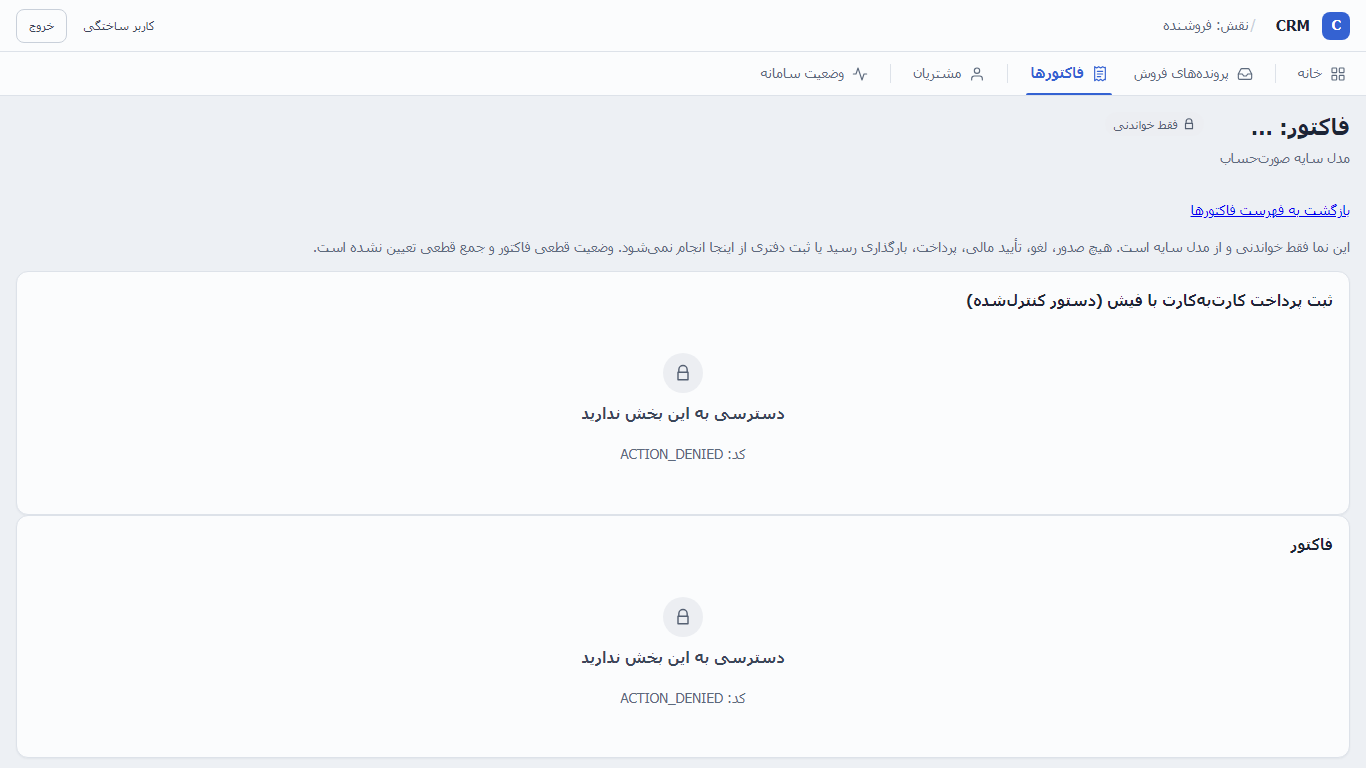 C CRM / نقش: فروشنده
کاربر ساختگی
خروج
خانه
پرونده‌های فروش
فاکتورها
مشتریان
وضعیت سامانه
فاکتور: ...
فقط خواندنی
مدل سایه صورت‌حساب
بازگشت به فهرست فاکتورها
این نما فقط خواندنی و از مدل سایه است. هیچ صدور، لغو، تأیید مالی، پرداخت، بارگذاری رسید یا ثبت دفتری از اینجا انجام نمی‌شود. وضعیت قطعی فاکتور و جمع قطعی تعیین نشده است.
ثبت پرداخت کارت‌به‌کارت با فیش (دستور کنترل‌شده)
دسترسی به این بخش ندارید
کد: ACTION_DENIED
فاکتور
دسترسی به این بخش ندارید
کد: ACTION_DENIED